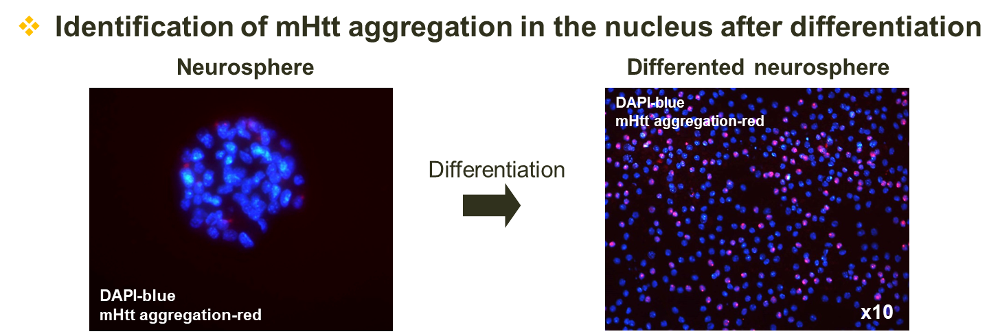 Identification of mHtt aggregation in the nucleus after differentiation
Neurosphere
Differented neurosphere
DAPI-blue
mHtt aggregation-red
Differentiation
DAPI-blue
mHtt aggregation-red
x10